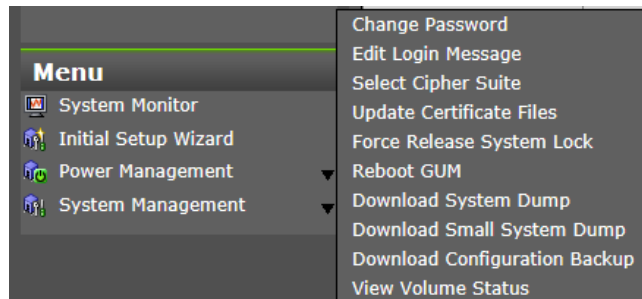 Menu
System Monitor
Initial Setup Wizard
Power Management
System Management
Change Password
Edit Login Message
Select Cipher Suite
Update Certificate Files
Force Release System Lock
Reboot GUM
Download System Dump
Download Small System Dump
Download Configuration Backup
View Volume Status